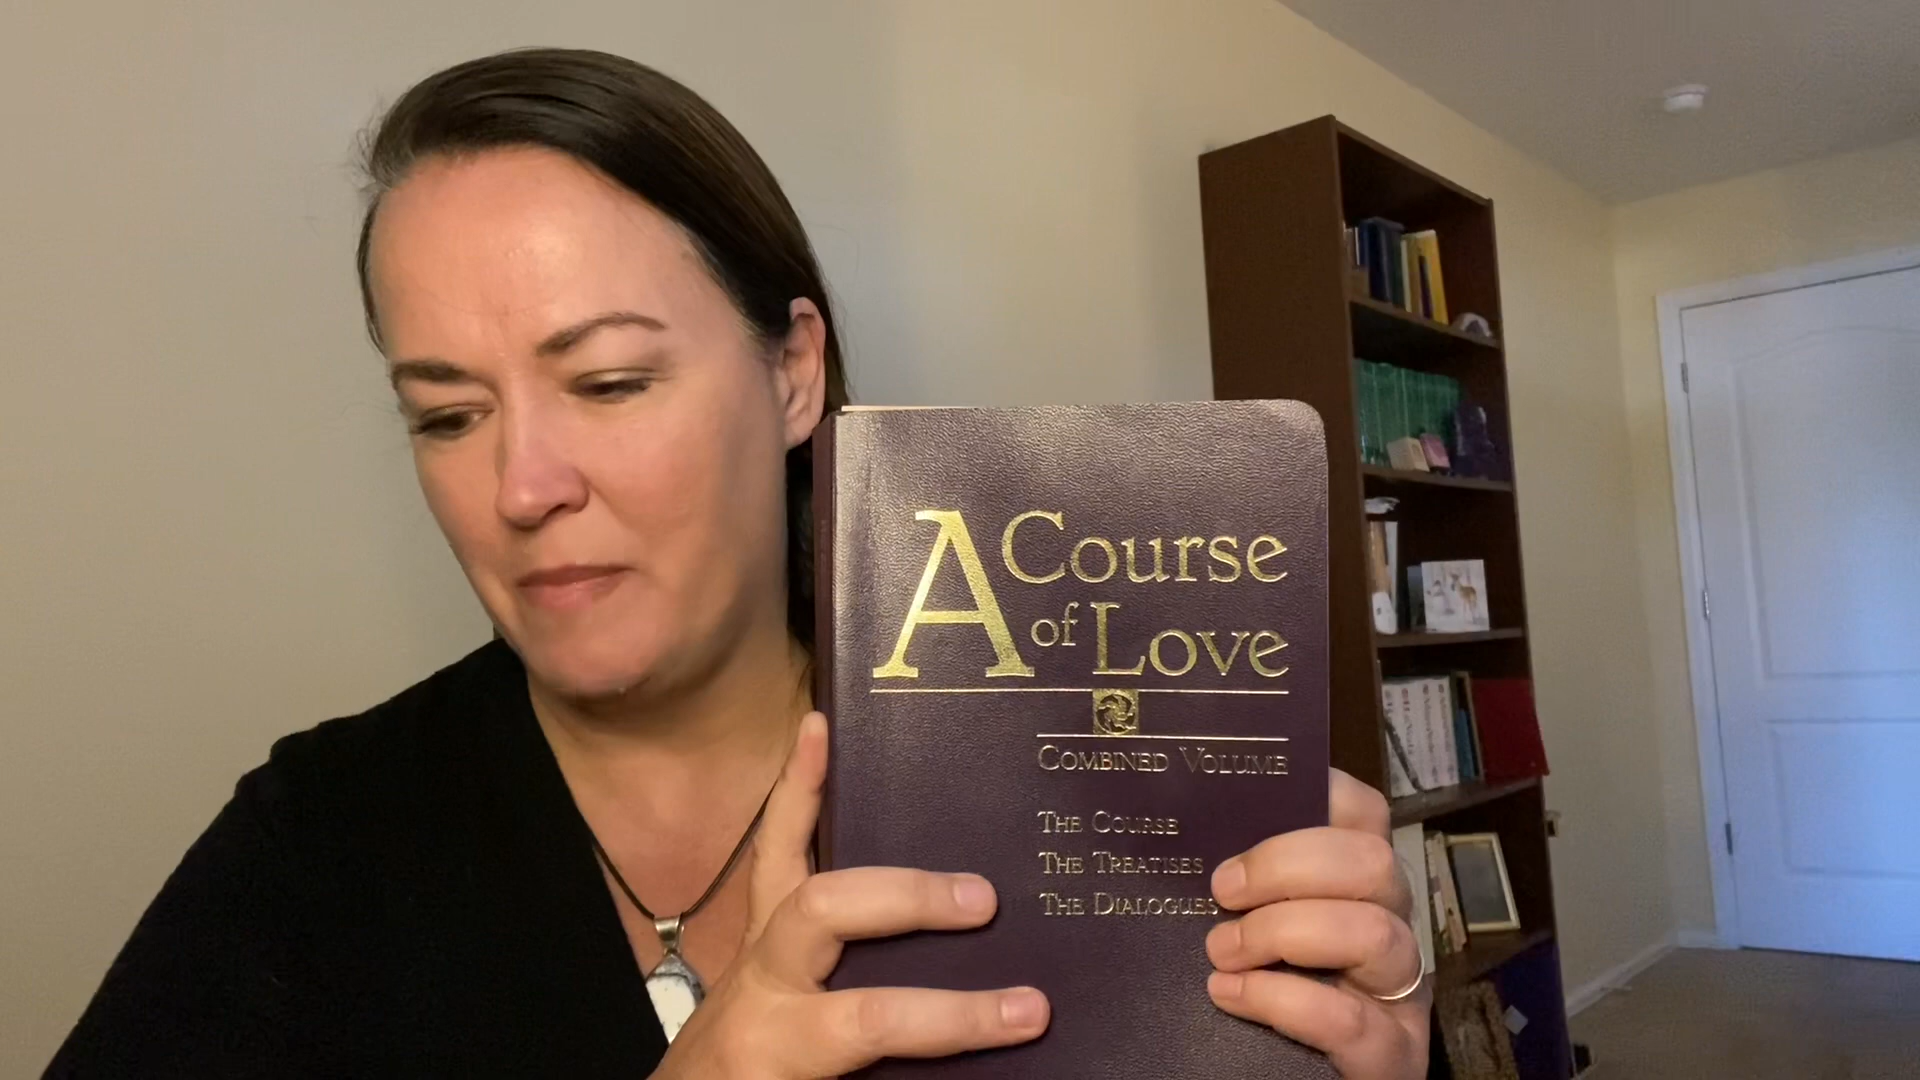 A Course
of Love
Combined Volume
The Course
The Treatises
The Dialogues